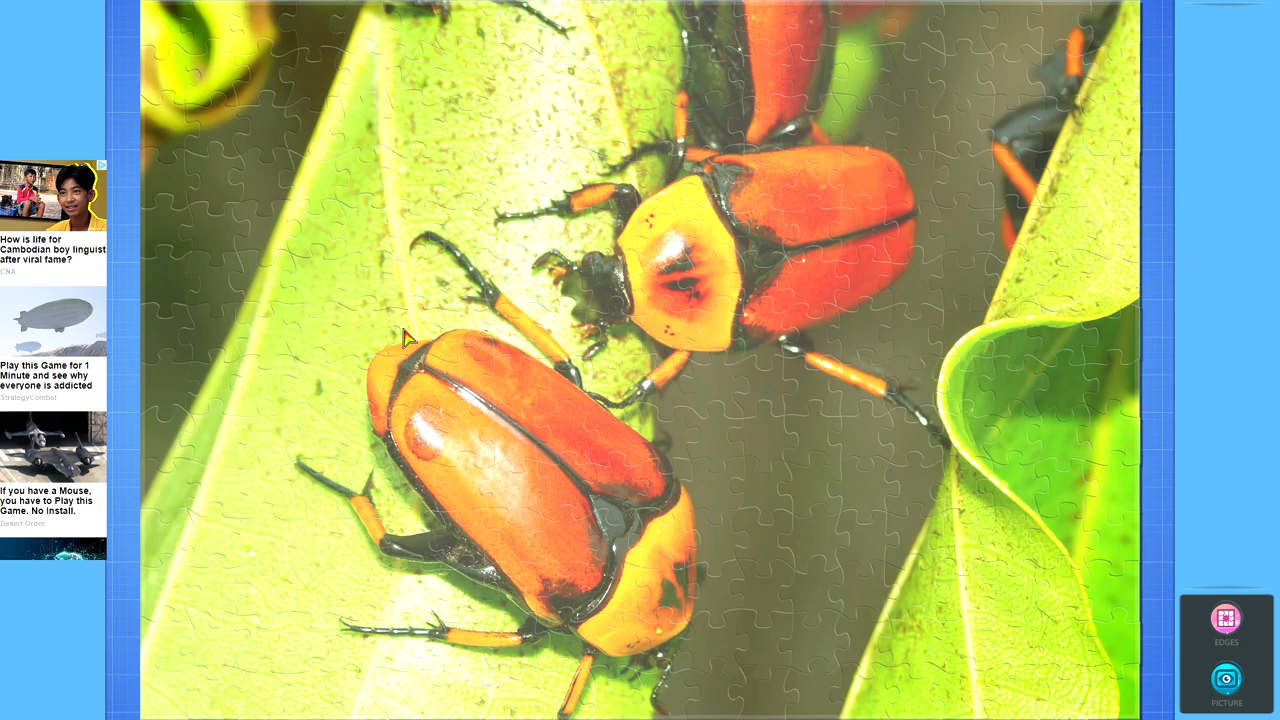 How is life for
Cambodian boy linguist
after viral fame?
CNA
Play this Game for 1
Minute and see why
everyone is addicted
StrategyCombat
If you have a Mouse,
you have to Play this
Game. No Install.
Desert Order
EDGES
PICTURE